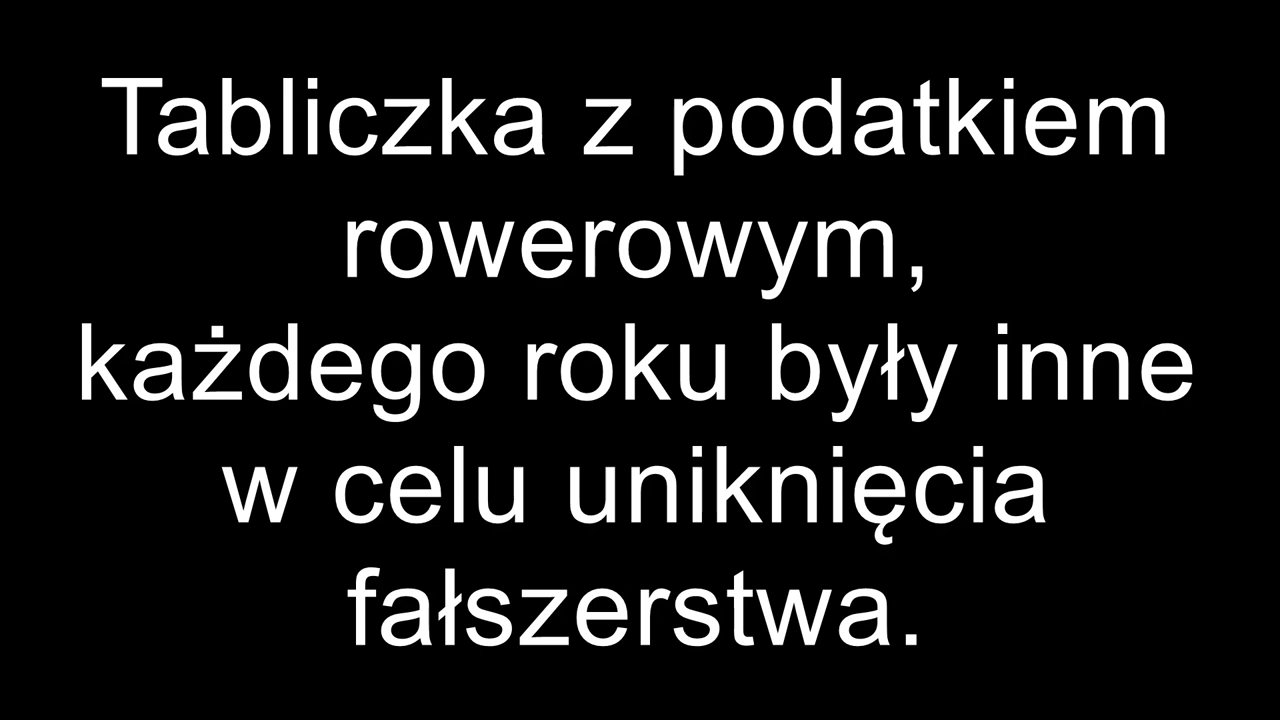 Tabliczka z podatkiem
rowerowym,
każdego roku były inne
w celu uniknięcia
fałszerstwa.